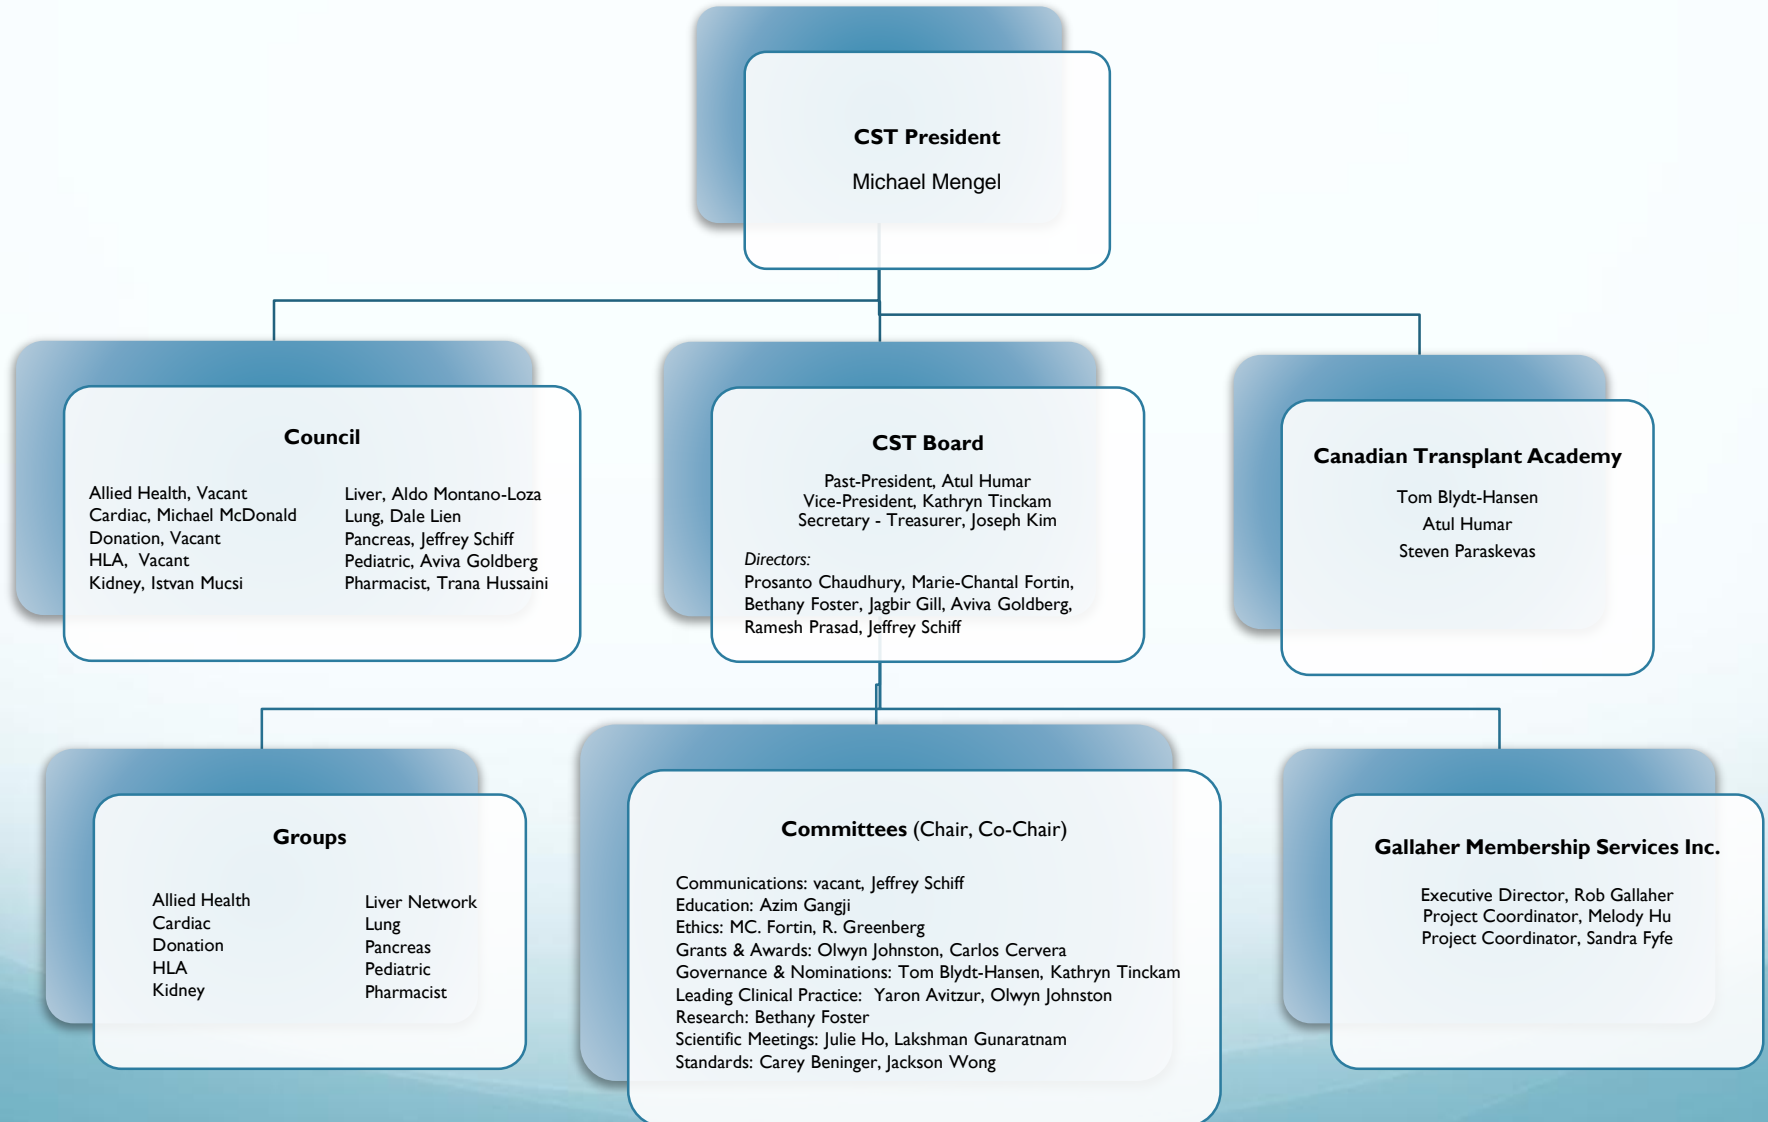 CST President
Michael Mengel
Council
Allied Health, Vacant
Cardiac, Michael McDonald
Donation, Vacant
HLA, Vacant
Kidney, Istvan Mucsi
Liver, Aldo Montano-Loza
Lung, Dale Lien
Pancreas, Jeffrey Schiff
Pediatric, Aviva Goldberg
Pharmacist, Trana Hussaini
CST Board
Past-President, Atul Humar
Vice-President, Kathryn Tinckam
Secretary - Treasurer, Joseph Kim
Directors:
Prosanto Chaudhury, Marie-Chantal Fortin,
Bethany Foster, Jagbir Gill, Aviva Goldberg,
Ramesh Prasad, Jeffrey Schiff
Canadian Transplant Academy
Tom Blydt-Hansen
Atul Humar
Steven Paraskevas
Groups
Allied Health
Cardiac
Donation
HLA
Kidney
Liver Network
Lung
Pancreas
Pediatric
Pharmacist
Committees (Chair, Co-Chair)
Communications: vacant, Jeffrey Schiff
Education: Azim Gangji
Ethics: MC. Fortin, R. Greenberg
Grants & Awards: Olwyn Johnston, Carlos Cervera
Governance & Nominations: Tom Blydt-Hansen, Kathryn Tinckam
Leading Clinical Practice: Yaron Avitzur, Olwyn Johnston
Research: Bethany Foster
Scientific Meetings: Julie Ho, Lakshman Gunaratnam
Standards: Carey Beninger, Jackson Wong
Gallaher Membership Services Inc.
Executive Director, Rob Gallaher
Project Coordinator, Melody Hu
Project Coordinator, Sandra Fyfe